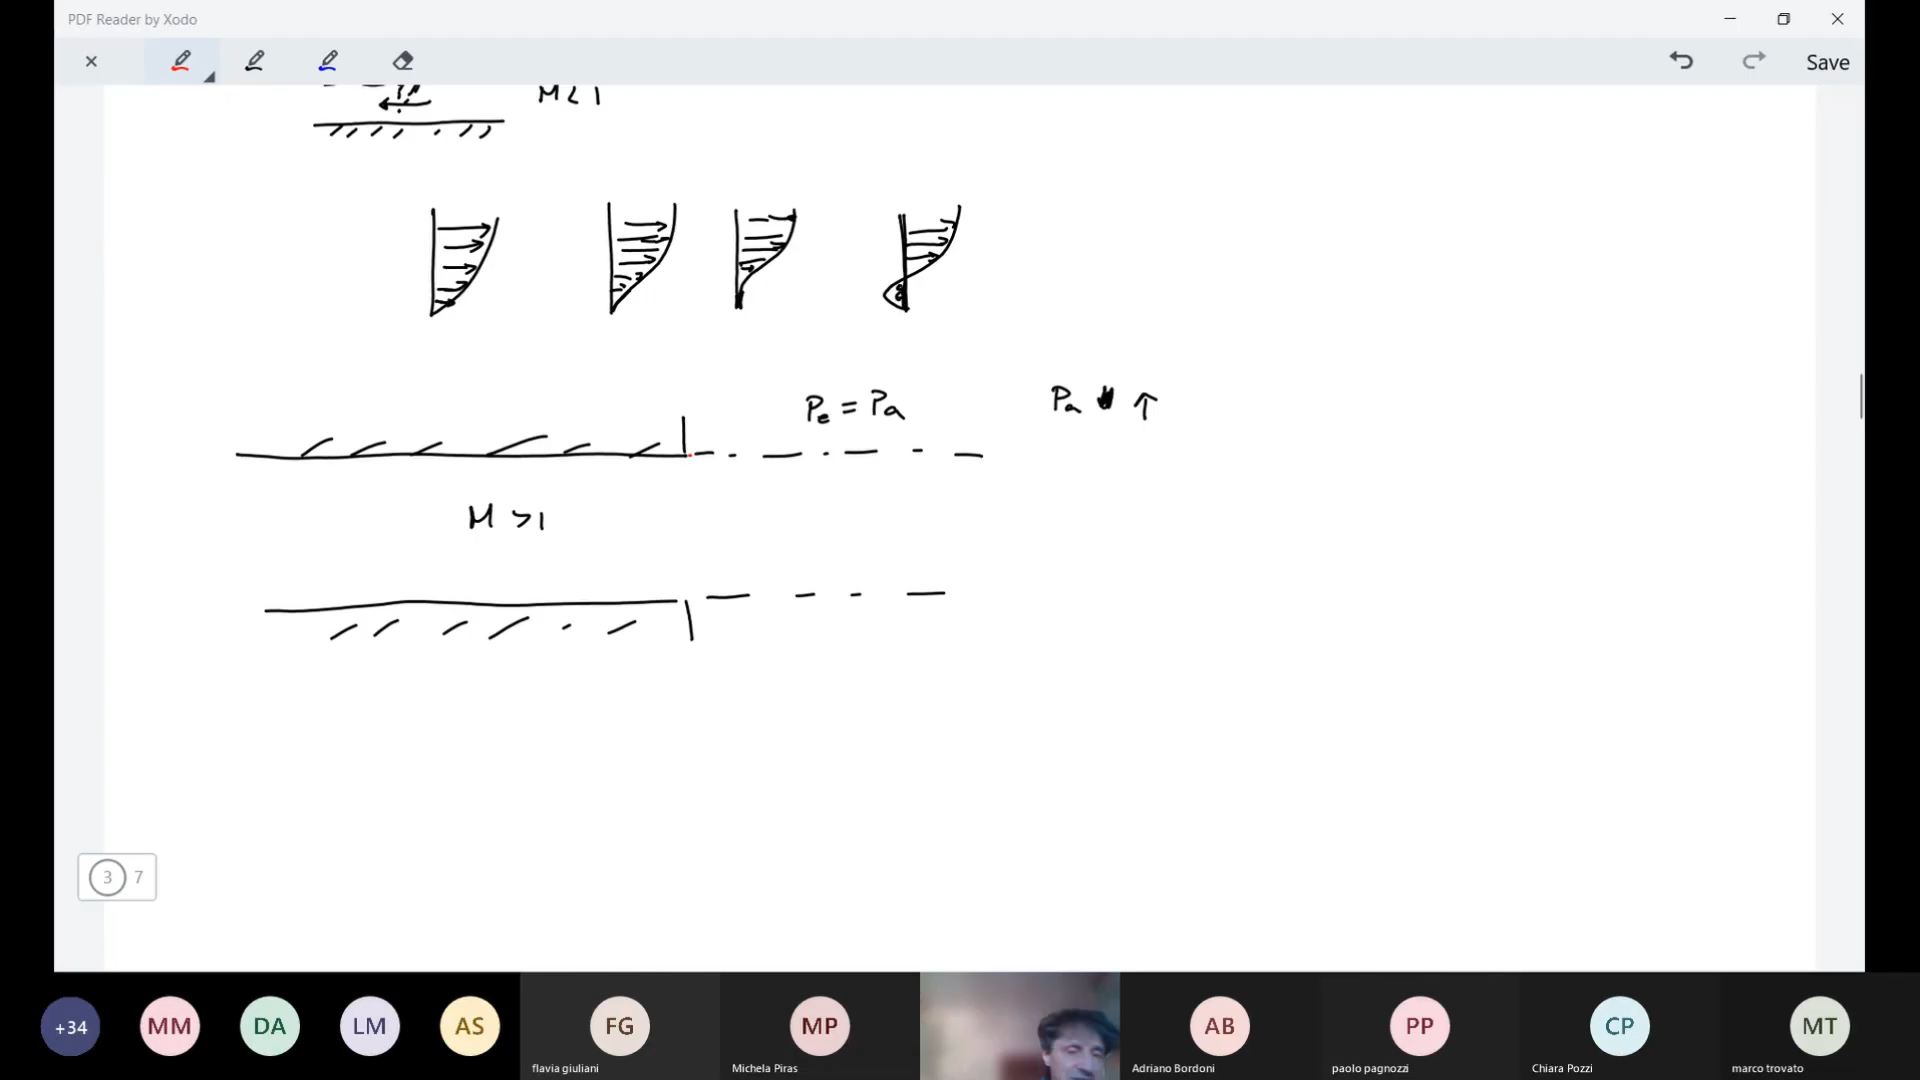 PDF Reader by Xodo
Save
M < 1
Pe = Pa
Pa ↑
M > 1
3 7
+34
MM
DA
LM
AS
FG
MP
AB
PP
CP
MT
flavia giuliani
Michela Piras
Adriano Bordoni
paolo pagnozzi
Chiara Pozzi
marco trovato